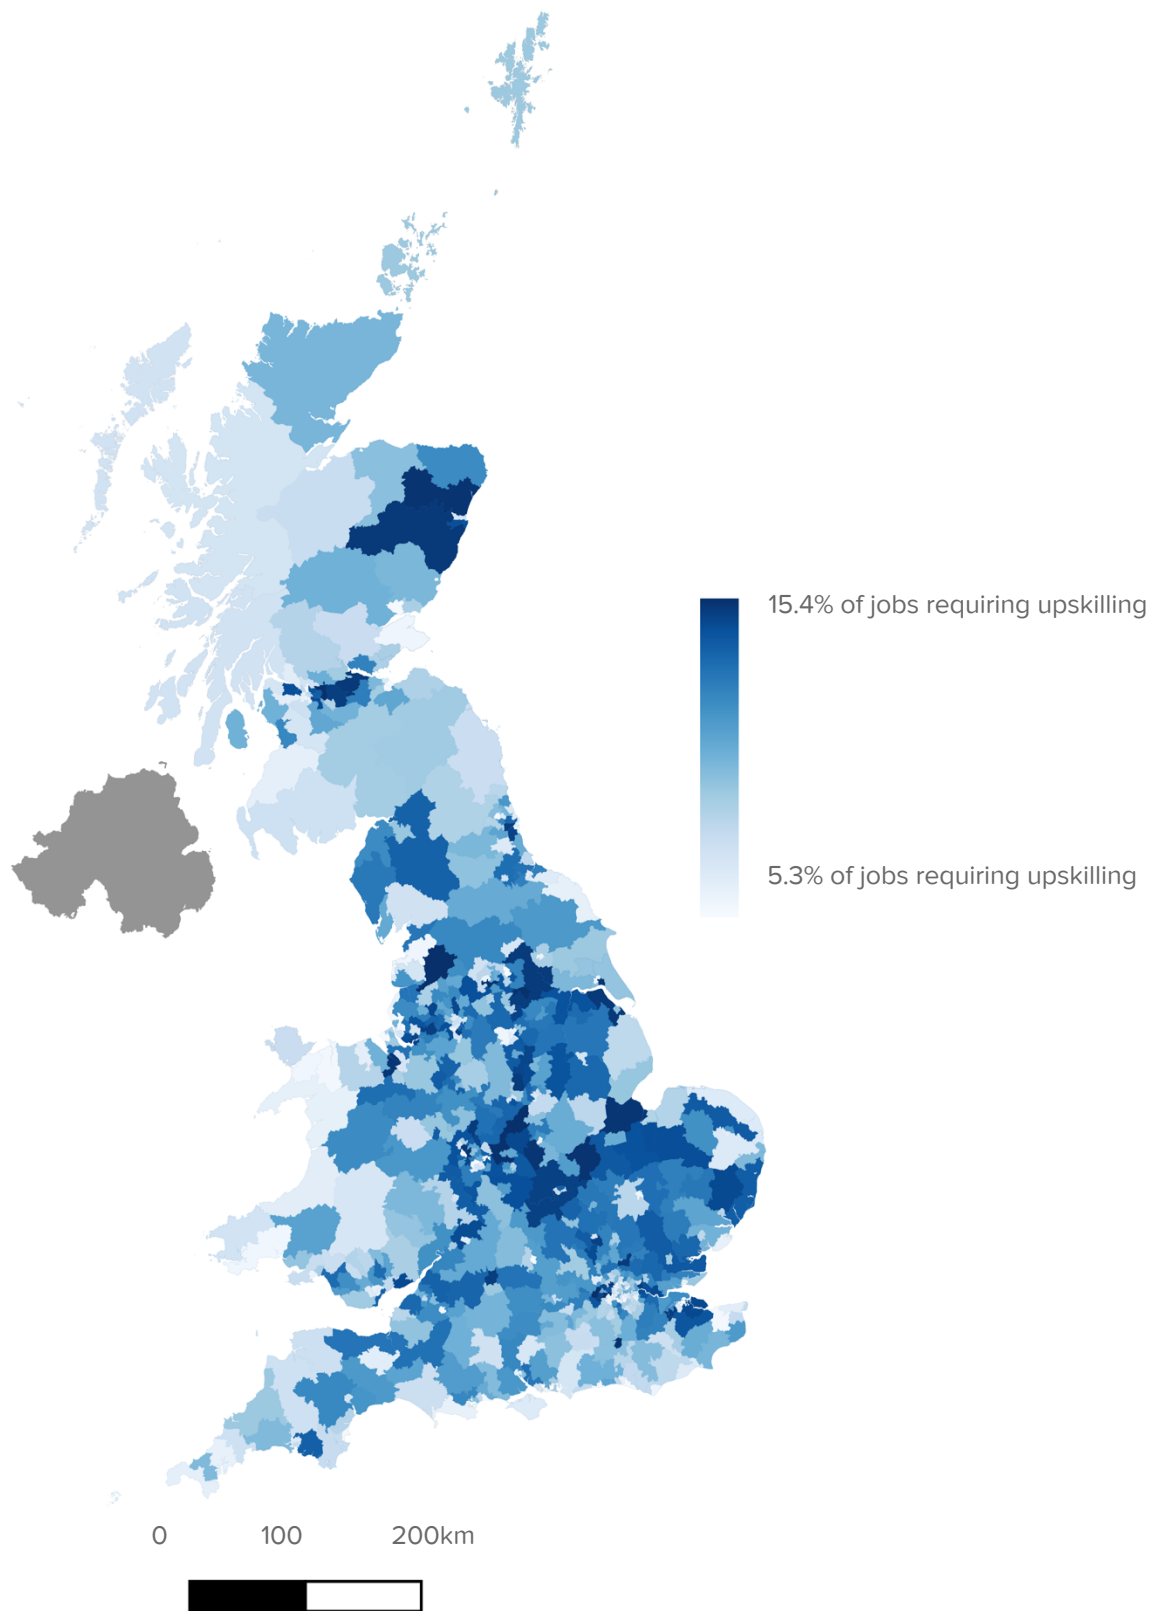 15.4% of jobs requiring upskilling
5.3% of jobs requiring upskilling
0 100 200km